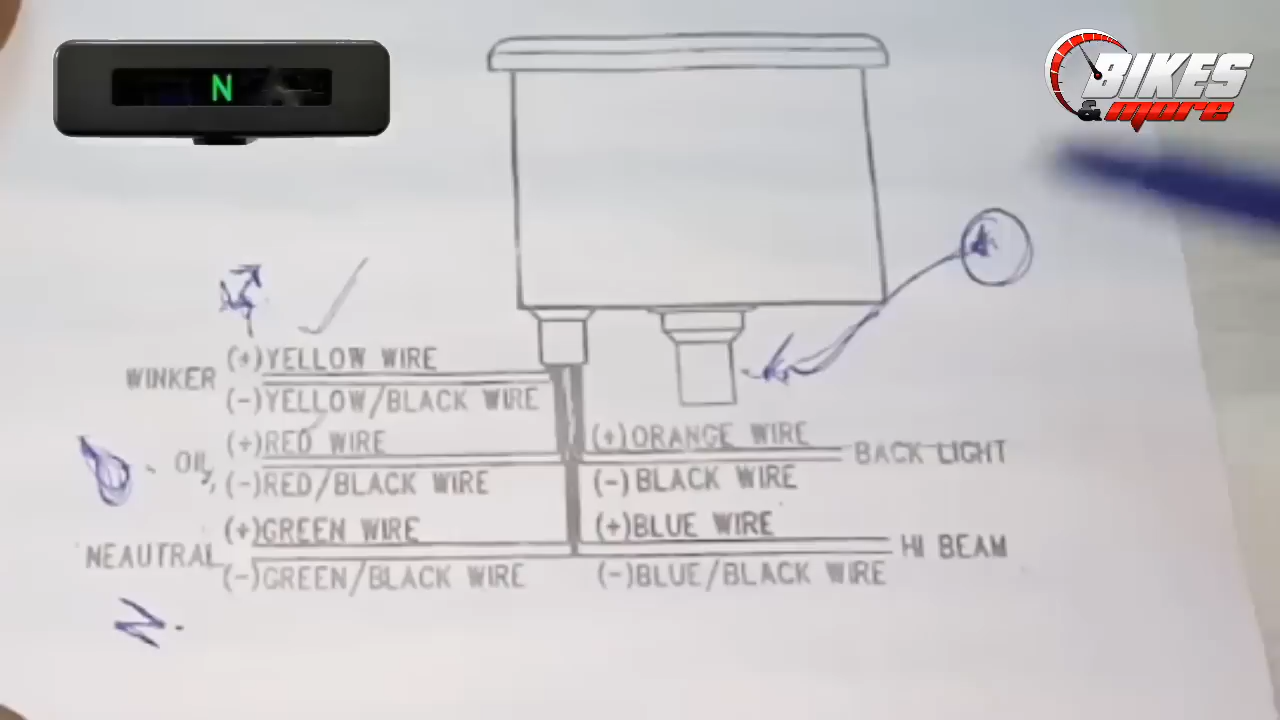 N
BIKES
& more
WINKER
(+)YELLOW WIRE
(-)YELLOW/BLACK WIRE
OIL
(+)RED WIRE
(-)RED/BLACK WIRE
(+)ORANGE WIRE
(-)BLACK WIRE
BACK LIGHT
NEAUTRAL
(+)GREEN WIRE
(-)GREEN/BLACK WIRE
(+)BLUE WIRE
(-)BLUE/BLACK WIRE
HI BEAM
N.